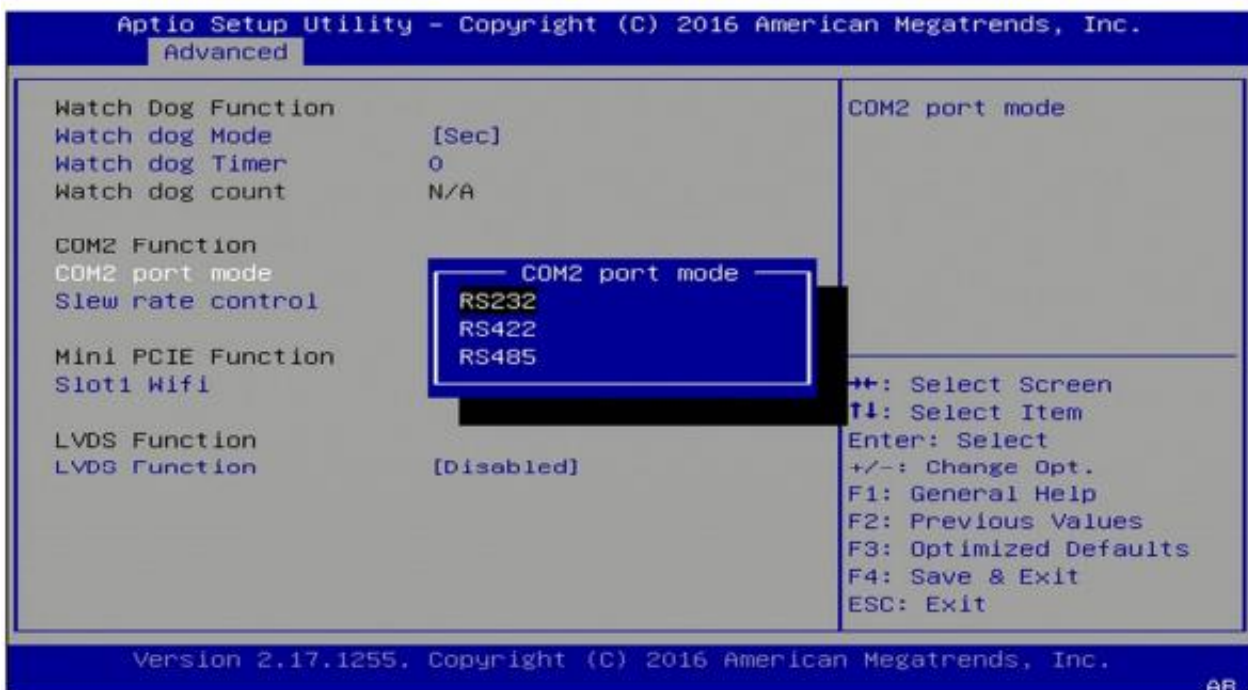 Aptio Setup Utility – Copyright (C) 2016 American Megatrends, Inc.
Advanced
Watch Dog Function
Watch dog Mode [Sec]
Watch dog Timer 0
Watch dog count N/A
COM2 Function
COM2 port mode
Slew rate control
Mini PCIE Function
Slot1 Wifi
LVDS Function
LVDS Function [Disabled]
COM2 port mode
RS232
RS422
RS485
COM2 port mode
→←: Select Screen
↑↓: Select Item
Enter: Select
+/-: Change Opt.
F1: General Help
F2: Previous Values
F3: Optimized Defaults
F4: Save & Exit
ESC: Exit
Version 2.17.1255. Copyright (C) 2016 American Megatrends, Inc.
AB